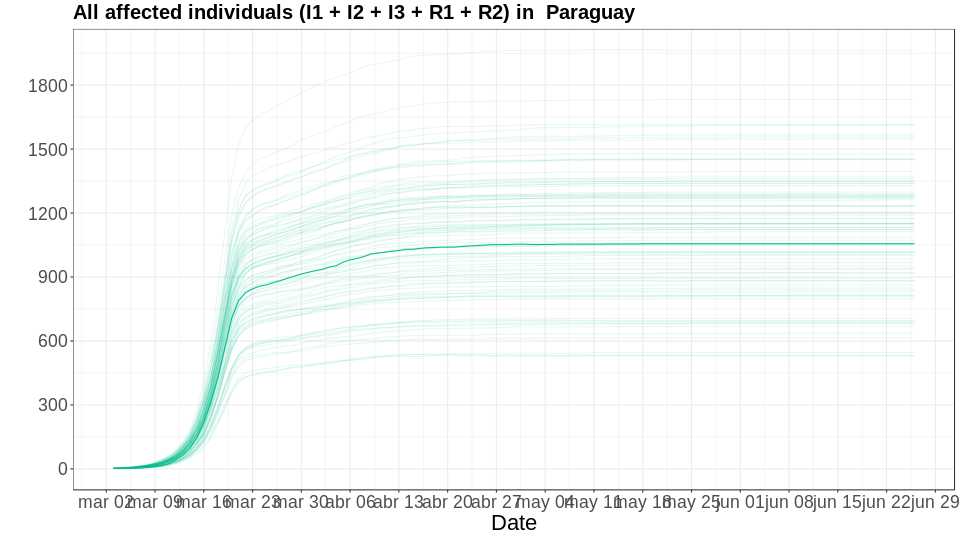 All affected individuals (I1 + I2 + I3 + R1 + R2) in  Paraguay
1800
1500
1200
900
600
300
0
mar 02 mar 09 mar 16 mar 23 mar 30 abr 06 abr 13 abr 20 abr 27 may 04 may 11 may 18 may 25 jun 01 jun 08 jun 15 jun 22 jun 29
Date